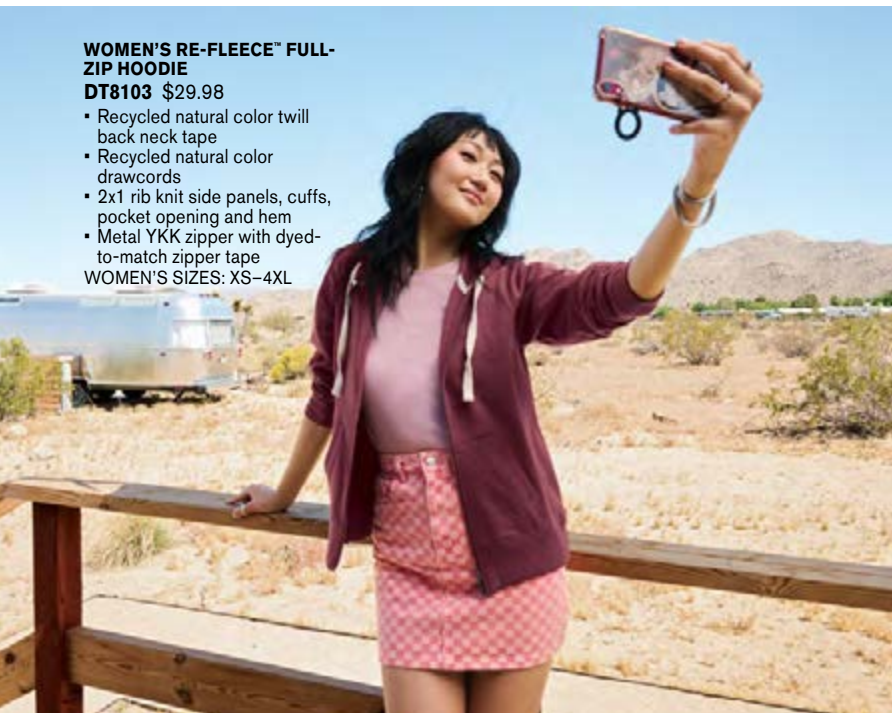 WOMEN'S RE-FLEECE™ FULL-
ZIP HOODIE
DT8103 $29.98
▪ Recycled natural color twill
back neck tape
▪ Recycled natural color
drawcords
▪ 2x1 rib knit side panels, cuffs,
pocket opening and hem
▪ Metal YKK zipper with dyed-
to-match zipper tape
WOMEN'S SIZES: XS–4XL